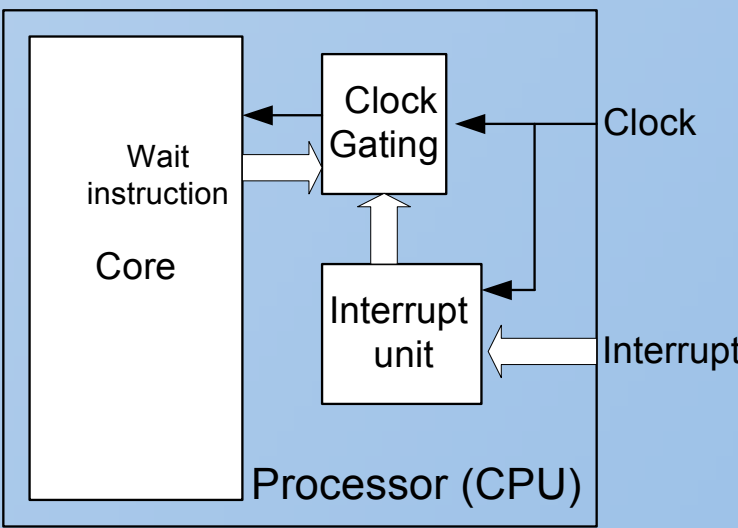 Clock
Gating
Clock
Wait
instruction
Core
Interrupt
unit
Interrupt
Processor (CPU)